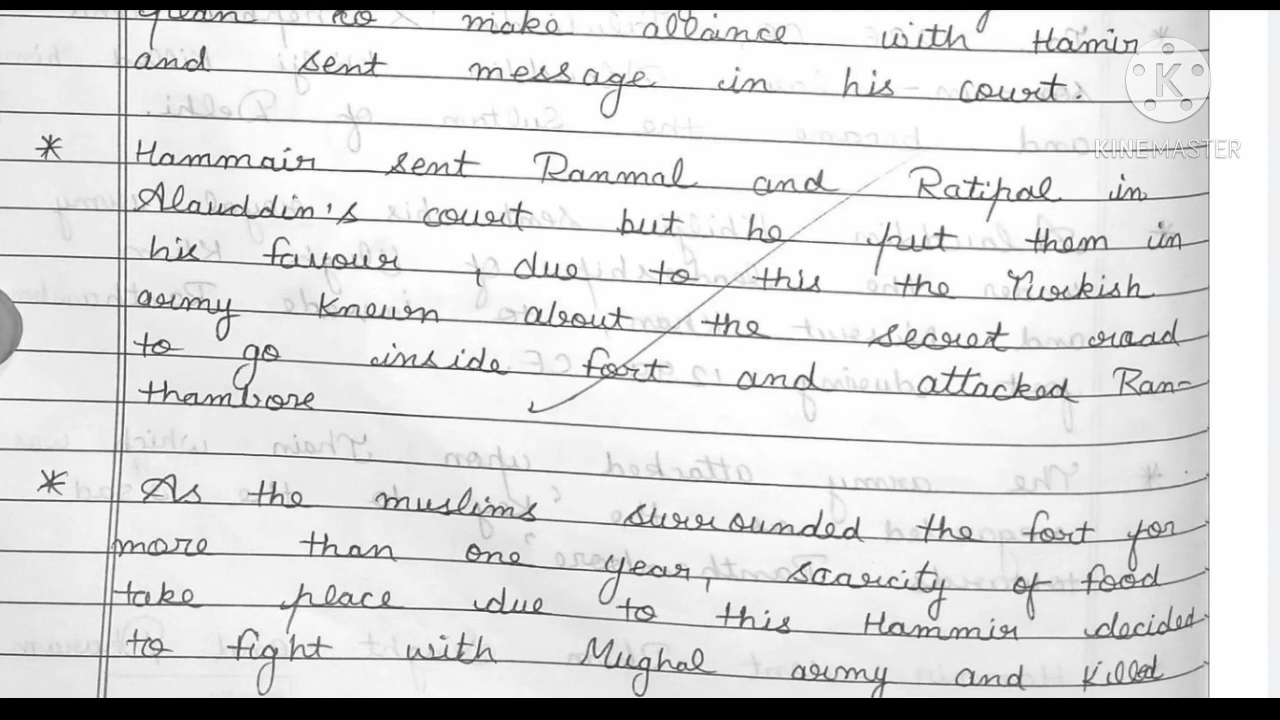 to make alliance with Hamir
and sent message in his court.
K
KINEMASTER
* Hammair sent Ranmal and Ratipal in
Alauddin's court but he put them in
his favour, due to this the Turkish
army known about the secret road
to go inside fort and attacked Ran-
thambore
* As the muslims surrounded the fort for
more than one year, scaricity of food
take place due to this Hammir decided
to fight with Mughal army and killed